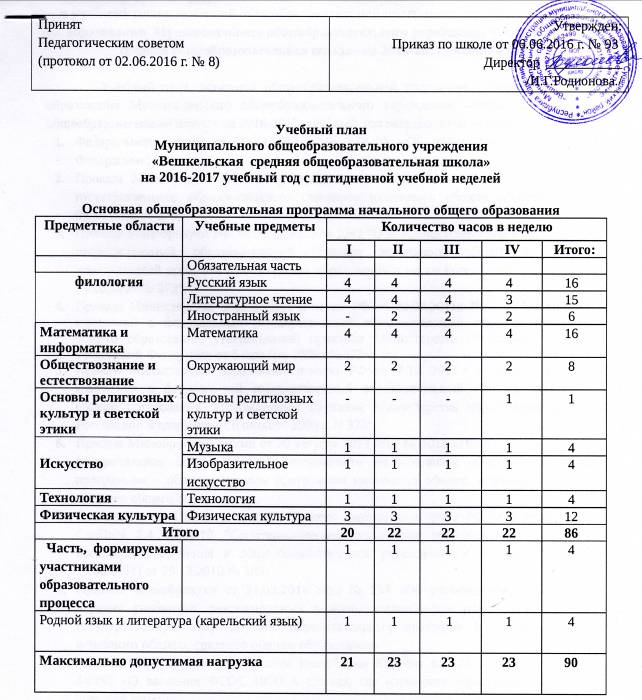 Принят
Педагогическим советом
(протокол от 02.06.2016 г. № 8)
Утвержден:
Приказ по школе от 06.06.2016 г. № 93
Директор
И.Г.Родионова.
Учебный план
Муниципального общеобразовательного учреждения
«Вешкельская средняя общеобразовательная школа»
на 2016-2017 учебный год с пятидневной учебной неделей
Основная общеобразовательная программа начального общего образования
Предметные области Учебные предметы Количество часов в неделю
I II III IV Итого:
Обязательная часть
филология Русский язык 4 4 4 4 16
Литературное чтение 4 4 4 3 15
Иностранный язык - 2 2 2 6
Математика и Математика 4 4 4 4 16
информатика
Обществознание и Окружающий мир 2 2 2 2 8
естествознание
Основы религиозных Основы религиозных - - - 1 1
культур и светской культур и светской
этики этики
Музыка 1 1 1 1 4
Искусство Изобразительное 1 1 1 1 4
искусство
Технология Технология 1 1 1 1 4
Физическая культура Физическая культура 3 3 3 3 12
Итого 20 22 22 22 86
Часть, формируемая 1 1 1 1 4
участниками
образовательного
процесса
Родной язык и литература (карельский язык) 1 1 1 1 4
Максимально допустимая нагрузка 21 23 23 23 90